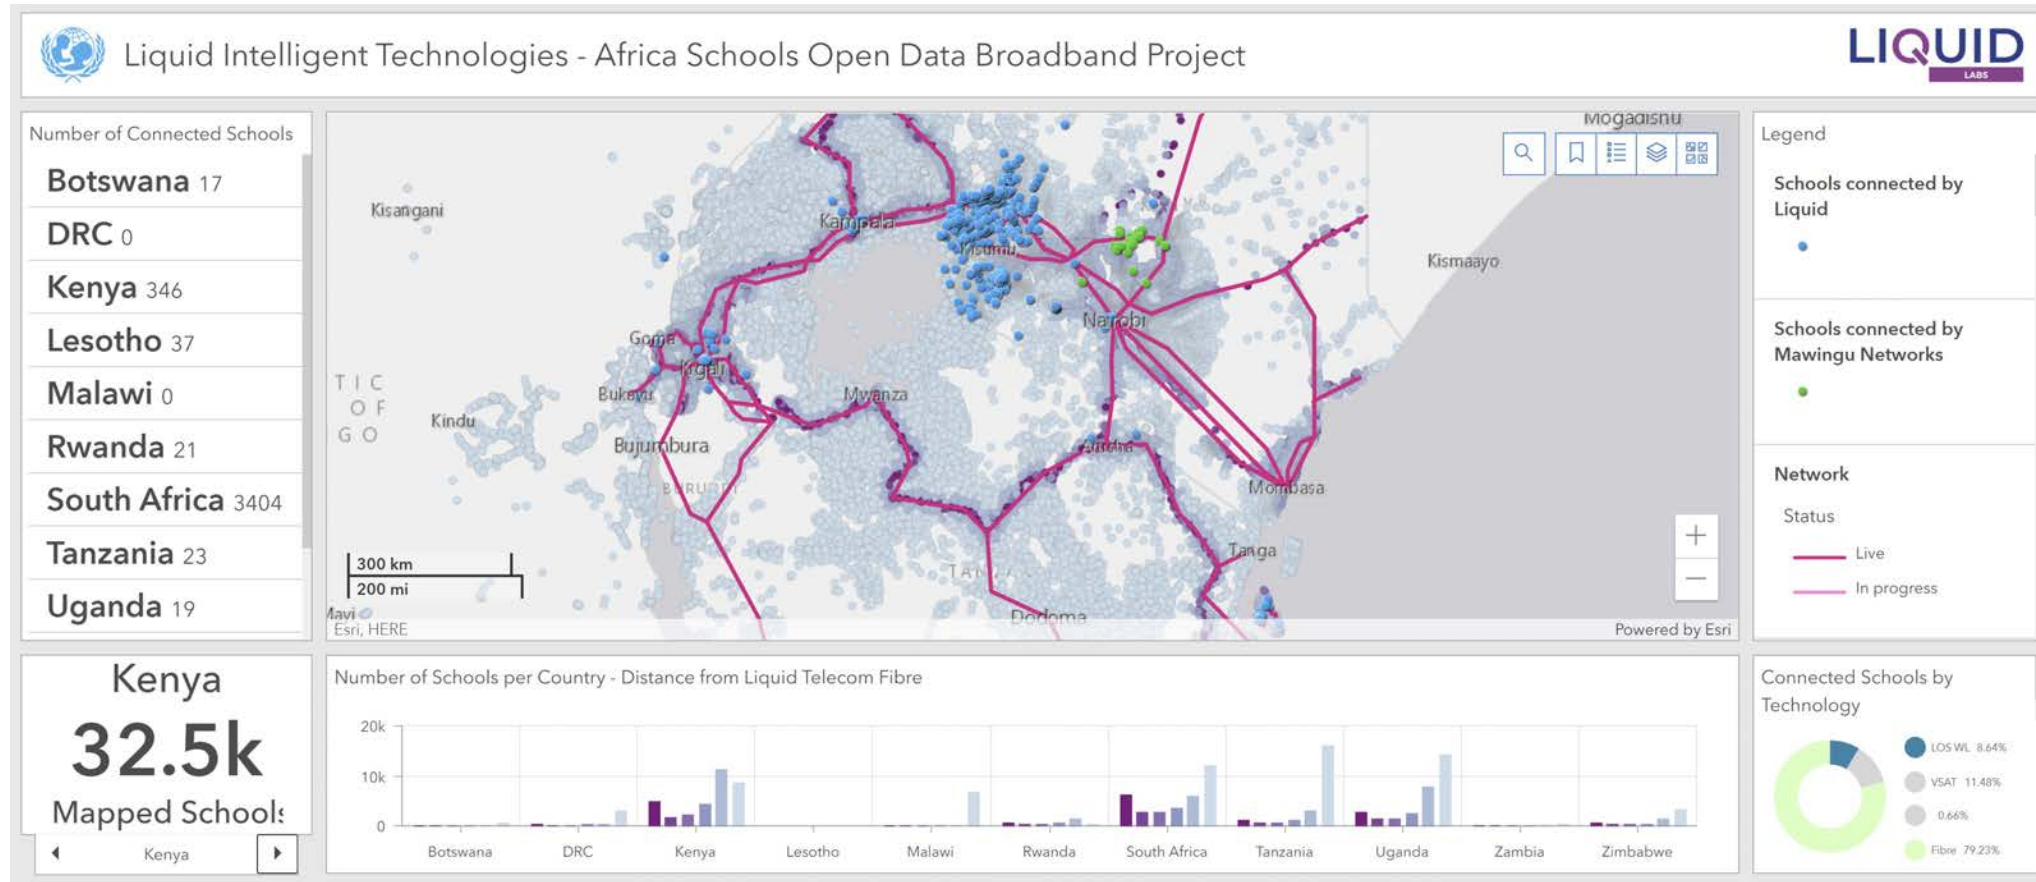 Liquid Intelligent Technologies - Africa Schools Open Data Broadband Project
LIQUID
LABS
Number of Connected Schools
Botswana 17
DRC 0
Kenya 346
Lesotho 37
Malawi 0
Rwanda 21
South Africa 3404
Tanzania 23
Uganda 19
Mogadishu
Kisangani
Kampala
Kisumu
Kismaayo
Nairobi
Goma
Kigali
TIC
OF
GO
Kindu
Bukavu
Mwanza
Bujumbura
Arusha
Mombasa
Tanga
300 km
200 mi
Dodoma
Esri, HERE
Powered by Esri
Legend
Schools connected by
Liquid
Schools connected by
Mawingu Networks
Network
Status
Live
In progress
Kenya
32.5k
Mapped Schools
Kenya
Number of Schools per Country - Distance from Liquid Telecom Fibre
20k
10k
0
Botswana
DRC
Kenya
Lesotho
Malawi
Rwanda
South Africa
Tanzania
Uganda
Zambia
Zimbabwe
Connected Schools by
Technology
LOS WL 8.64%
VSAT 11.48%
0.66%
Fibre 79.23%